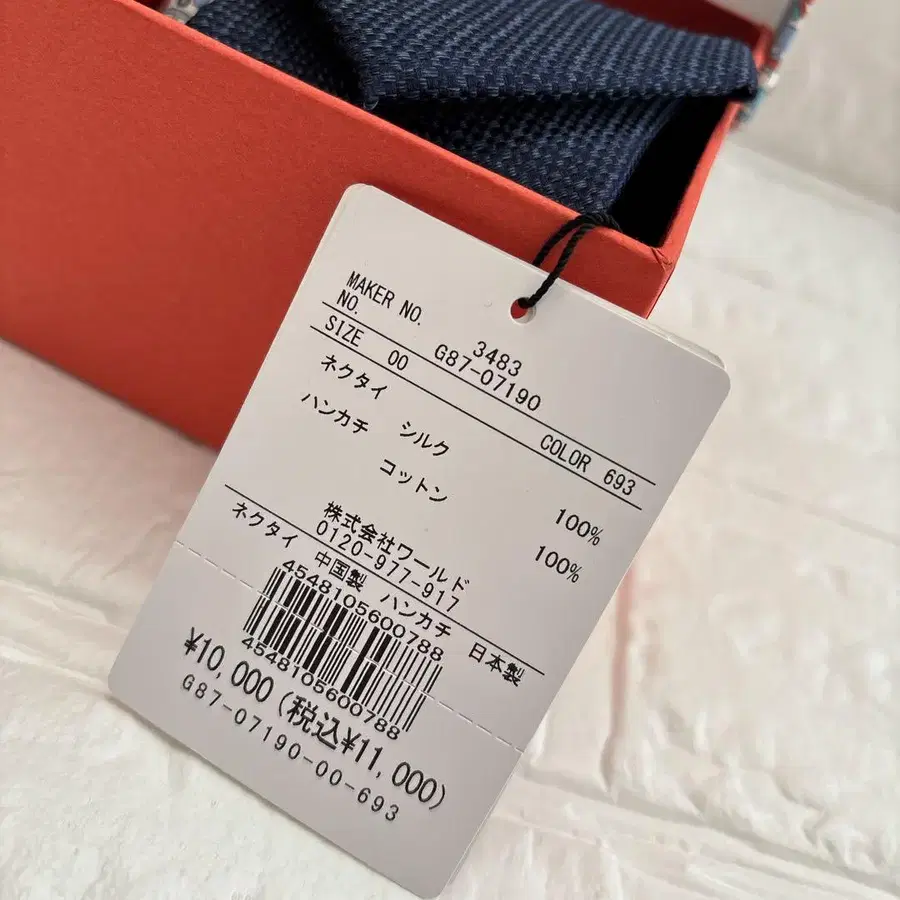 MAKER NO. 3483
NO. G87-07190
SIZE 00 COLOR 693
ネクタイ シルク 100%
ハンカチ コットン 100%
株式会社ワールド
0120-977-917
ネクタイ 中国製 ハンカチ 日本製
4548105600788
4548105600788
¥10,000 (税込¥11,000)
G87-07190-00-693